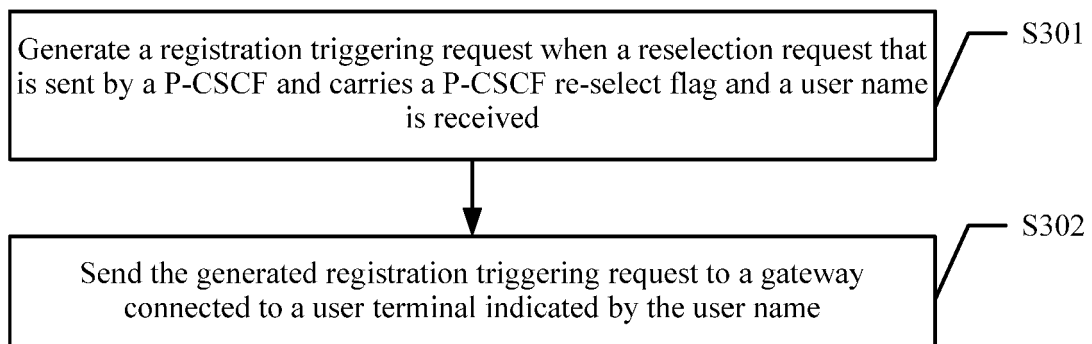 Generate a registration triggering request when a reselection request that
is sent by a P-CSCF and carries a P-CSCF re-select flag and a user name
is received
S301
Send the generated registration triggering request to a gateway
connected to a user terminal indicated by the user name
S302